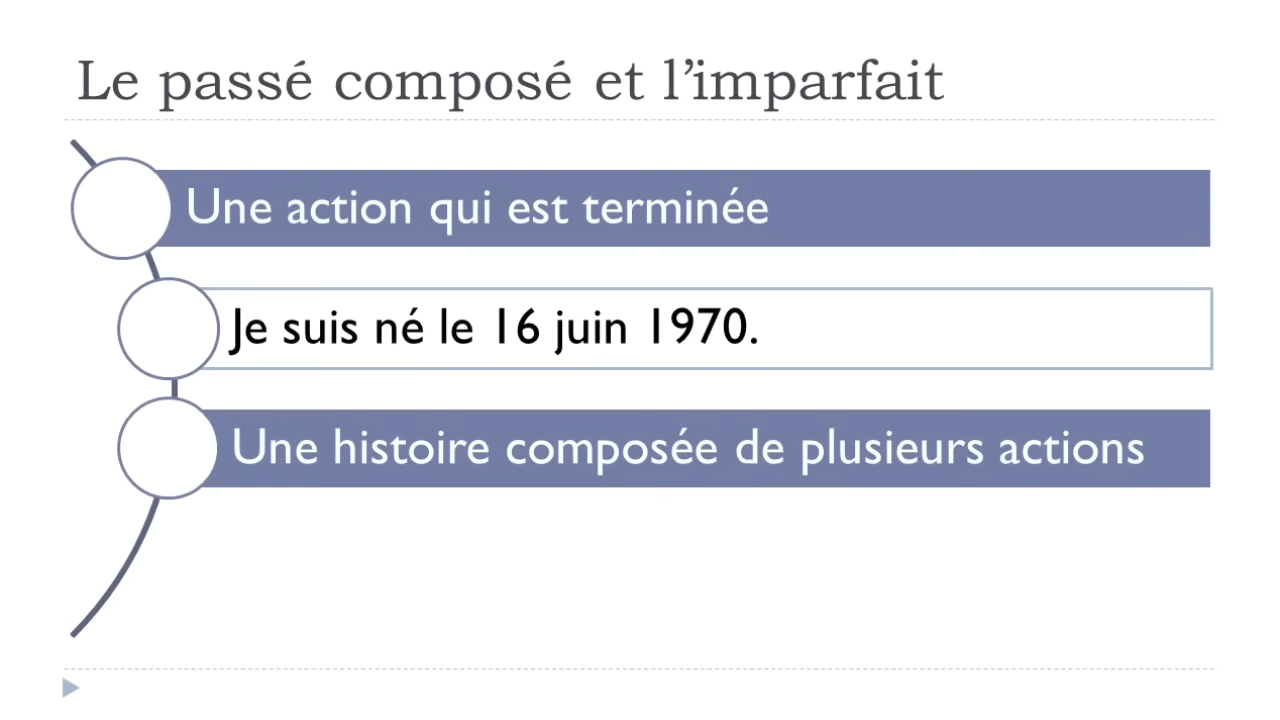 Le passé composé et l’imparfait
Une action qui est terminée
Je suis né le 16 juin 1970.
Une histoire composée de plusieurs actions